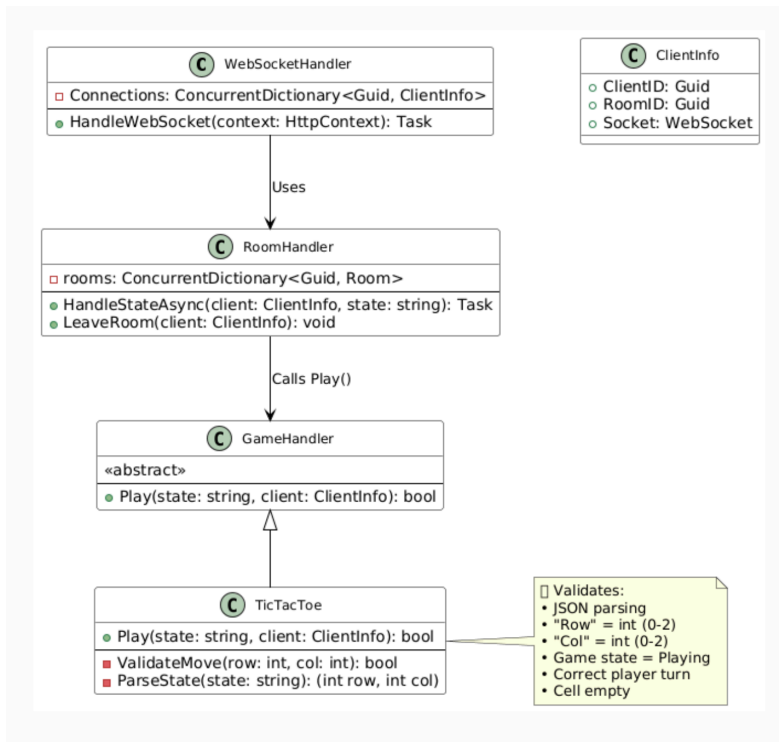 C WebSocketHandler
Connections: ConcurrentDictionary<Guid, ClientInfo>
HandleWebSocket(context: HttpContext): Task
C ClientInfo
ClientID: Guid
RoomID: Guid
Socket: WebSocket
Uses
C RoomHandler
rooms: ConcurrentDictionary<Guid, Room>
HandleStateAsync(client: ClientInfo, state: string): Task
LeaveRoom(client: ClientInfo): void
Calls Play()
C GameHandler
«abstract»
Play(state: string, client: ClientInfo): bool
C TicTacToe
Play(state: string, client: ClientInfo): bool
ValidateMove(row: int, col: int): bool
ParseState(state: string): (int row, int col)
▯ Validates:
• JSON parsing
• "Row" = int (0-2)
• "Col" = int (0-2)
• Game state = Playing
• Correct player turn
• Cell empty